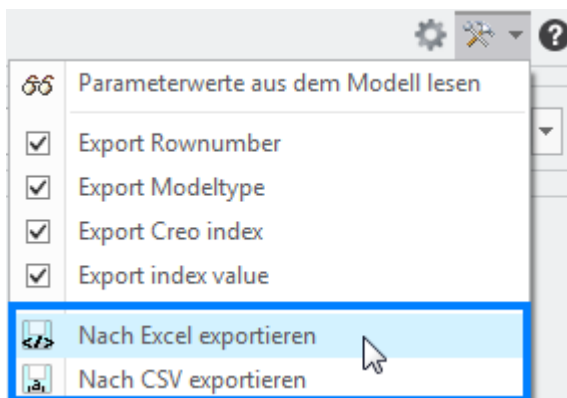 Parameterwerte aus dem Modell lesen
Export Rownumber
Export Modeltype
Export Creo index
Export index value
Nach Excel exportieren
Nach CSV exportieren